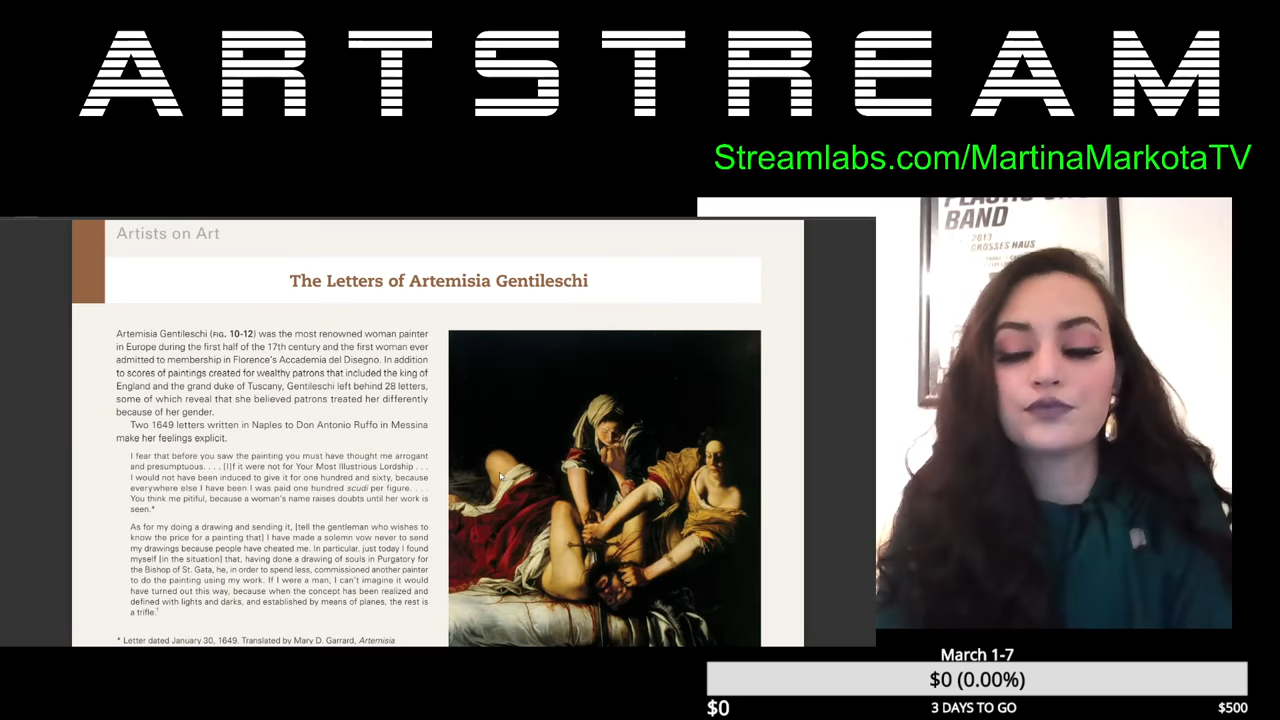 ARTSTREAM
Streamlabs.com/MartinaMarkotaTV
BAND
2013
GROSSES HAUS
Artists on Art
The Letters of Artemisia Gentileschi
Artemisia Gentileschi (FIG. 10-12) was the most renowned woman painter
in Europe during the first half of the 17th century and the first woman ever
admitted to membership in Florence's Accademia del Disegno. In addition
to scores of paintings created for wealthy patrons that included the king of
England and the grand duke of Tuscany, Gentileschi left behind 28 letters,
some of which reveal that she believed patrons treated her differently
because of her gender.
Two 1649 letters written in Naples to Don Antonio Ruffo in Messina
make her feelings explicit.
I fear that before you saw the painting you must have thought me arrogant
and presumptuous. . . . [I]f it were not for Your Most Illustrious Lordship . . .
I would not have been induced to give it for one hundred and sixty, because
everywhere else I have been I was paid one hundred scudi per figure. . . .
You think me pitiful, because a woman's name raises doubts until her work is
seen.*
As for my doing a drawing and sending it, [tell the gentleman who wishes to
know the price for a painting that] I have made a solemn vow never to send
my drawings because people have cheated me. In particular, just today I found
myself [in the situation] that, having done a drawing of souls in Purgatory for
the Bishop of St. Gata, he, in order to spend less, commissioned another painter
to do the painting using my work. If I were a man, I can't imagine it would
have turned out this way, because when the concept has been realized and
defined with lights and darks, and established by means of planes, the rest is
a trifle.†
* Letter dated January 30, 1649. Translated by Mary D. Garrard, Artemisia
March 1-7
$0 (0.00%)
$0
3 DAYS TO GO
$500